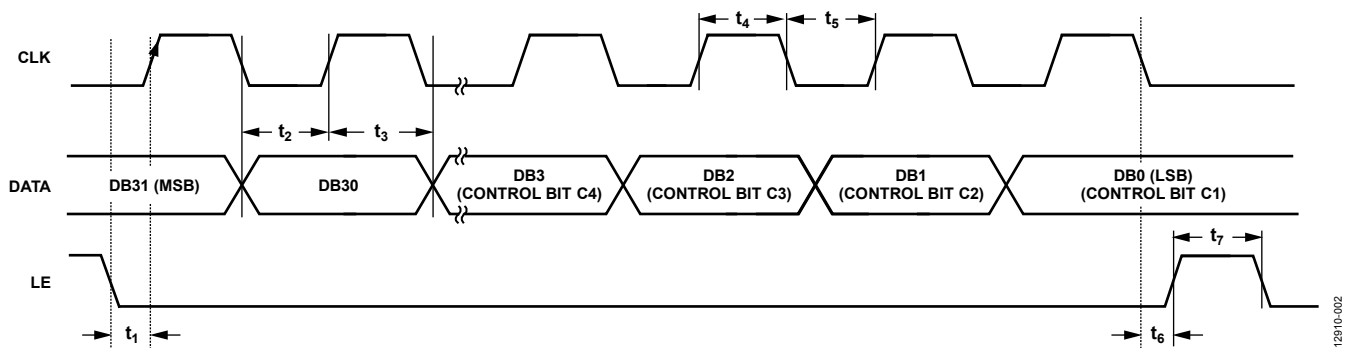 t4
t5
CLK
t2
t3
DATA
DB31 (MSB)
DB30
DB3
(CONTROL BIT C4)
DB2
(CONTROL BIT C3)
DB1
(CONTROL BIT C2)
DB0 (LSB)
(CONTROL BIT C1)
t7
LE
t1
t6
12910-002